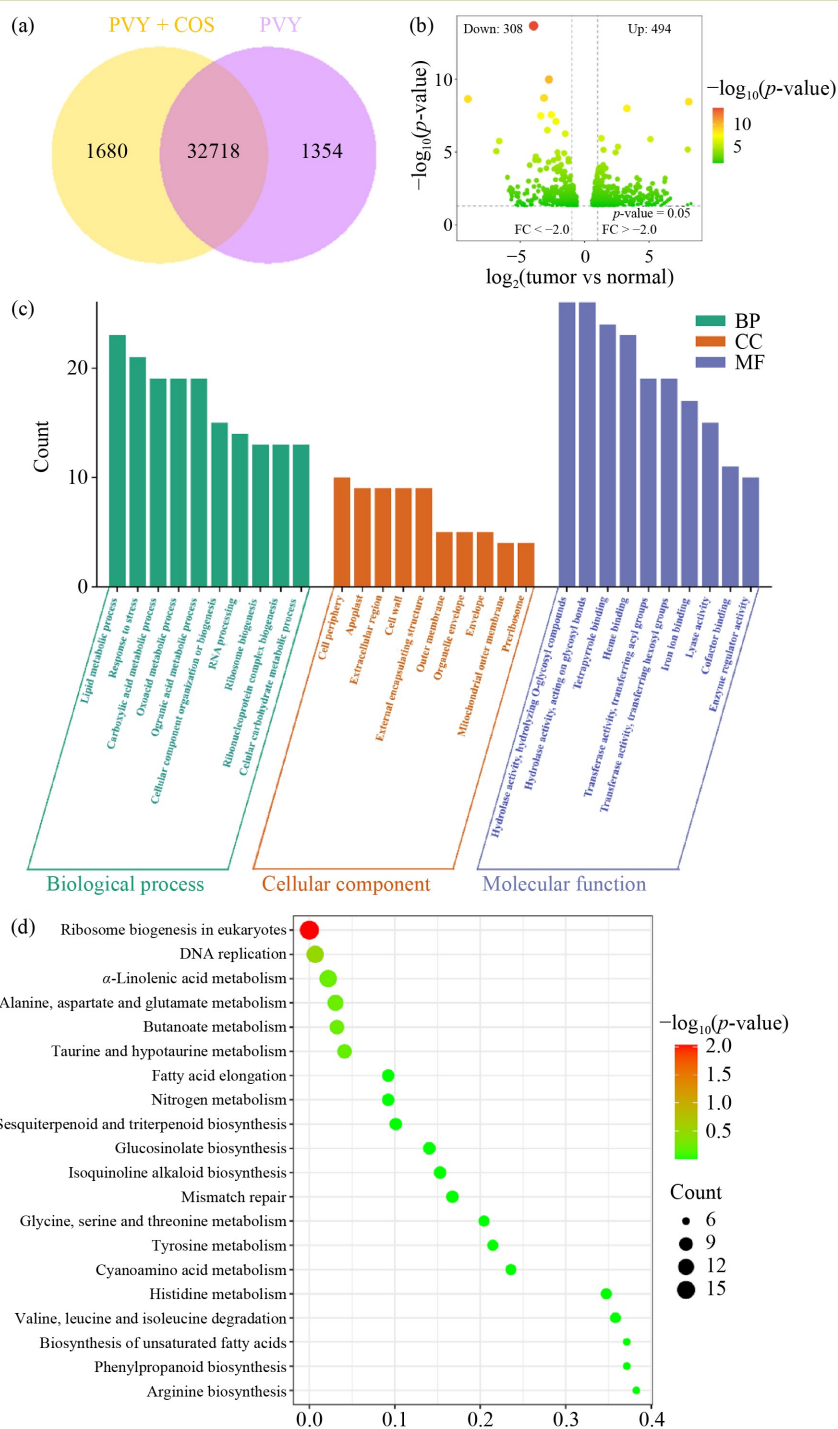 (a)
PVY + COS
PVY
1680
32718
1354
(b)
Down: 308
Up: 494
−log10(p-value)
10
5
0
p-value = 0.05
FC < −2.0
FC > −2.0
−5
0
5
log2(tumor vs normal)
−log10(p-value)
10
5
(c)
BP
CC
MF
Count
20
10
0
Lipid metabolic process
Response to stress
Carboxylic acid metabolic process
Oxoacid metabolic process
Ogranic acid metabolic process
Cellular component organization or biogenesis
RNA processing
Ribosome biogenesis
Ribonucleoprotein complex biogenesis
Celular carbohydrate metabolic process
Cell periphery
Apoplast
Extracellular region
Cell wall
External encapsulating structure
Outer membrane
Organelle envelope
Envelope
Mitochondrial outer membrane
Preribosome
Hydrolase activity, hydrolyzing O-glycosyl compounds
Hydrolase activity, acting on glycosyl bonds
Tetrapyrrole binding
Heme binding
Transferase activity, transferring acyl groups
Transferase activity, transferring hexosyl groups
Iron ion binding
Lyase activity
Cofactor binding
Enzyme regulator activity
Biological process
Cellular component
Molecular function
(d)
Ribosome biogenesis in eukaryotes
DNA replication
α-Linolenic acid metabolism
Alanine, aspartate and glutamate metabolism
Butanoate metabolism
Taurine and hypotaurine metabolism
Fatty acid elongation
Nitrogen metabolism
Sesquiterpenoid and triterpenoid biosynthesis
Glucosinolate biosynthesis
Isoquinoline alkaloid biosynthesis
Mismatch repair
Glycine, serine and threonine metabolism
Tyrosine metabolism
Cyanoamino acid metabolism
Histidine metabolism
Valine, leucine and isoleucine degradation
Biosynthesis of unsaturated fatty acids
Phenylpropanoid biosynthesis
Arginine biosynthesis
0.0
0.1
0.2
0.3
0.4
−log10(p-value)
2.0
1.5
1.0
0.5
Count
6
9
12
15